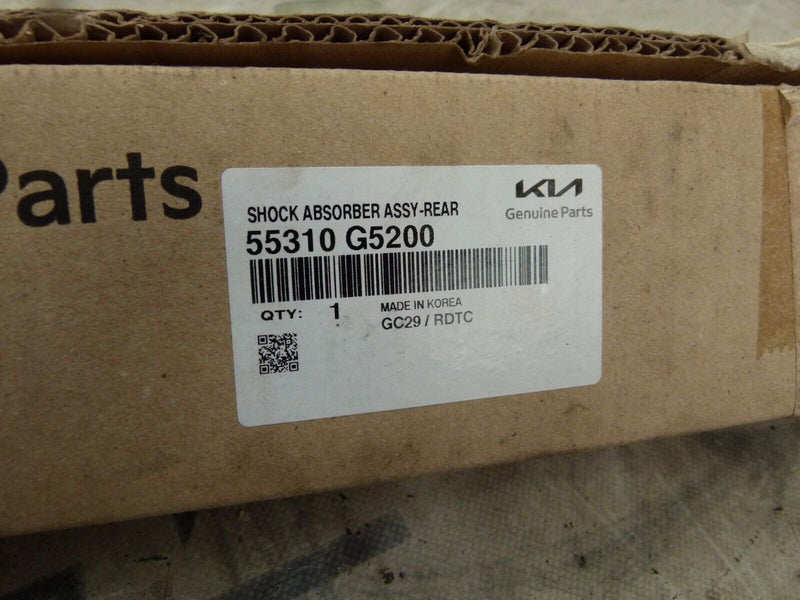 Parts
SHOCK ABSORBER ASSY-REAR
KIA
Genuine Parts
55310 G5200
QTY: 1
MADE IN KOREA
GC29 / RDTC